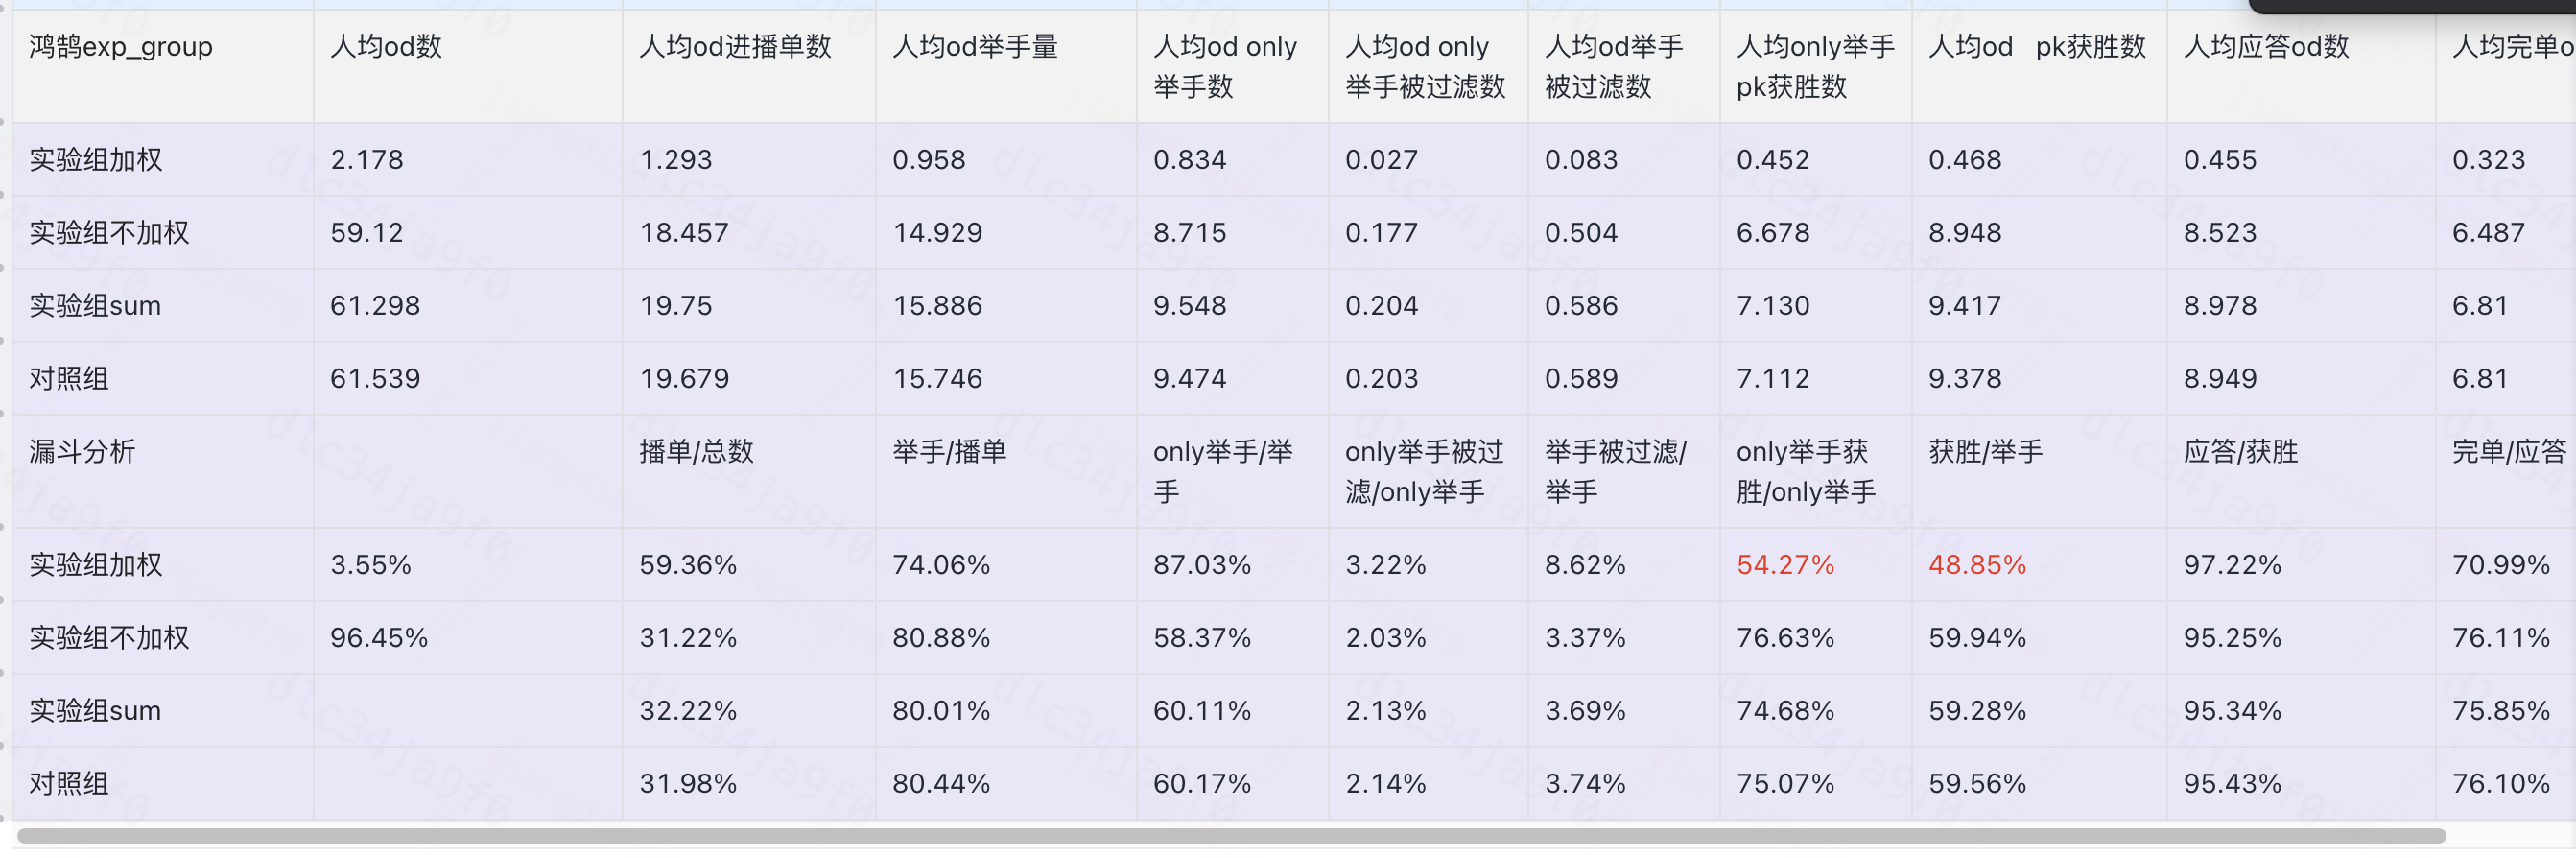 鸿鹄exp_group 人均od数 人均od进播单数 人均od举手量 人均od only 人均od only 人均od举手 人均only举手 人均od pk获胜数 人均应答od数 人均完单o
举手数 举手被过滤数 被过滤数 pk获胜数
实验组加权 2.178 1.293 0.958 0.834 0.027 0.083 0.452 0.468 0.455 0.323
实验组不加权 59.12 18.457 14.929 8.715 0.177 0.504 6.678 8.948 8.523 6.487
实验组sum 61.298 19.75 15.886 9.548 0.204 0.586 7.130 9.417 8.978 6.81
对照组 61.539 19.679 15.746 9.474 0.203 0.589 7.112 9.378 8.949 6.81
漏斗分析 播单/总数 举手/播单 only举手/举 only举手被过 举手被过滤/ only举手获 获胜/举手 应答/获胜 完单/应答
手 滤/only举手 举手 胜/only举手
实验组加权 3.55% 59.36% 74.06% 87.03% 3.22% 8.62% 54.27% 48.85% 97.22% 70.99%
实验组不加权 96.45% 31.22% 80.88% 58.37% 2.03% 3.37% 76.63% 59.94% 95.25% 76.11%
实验组sum 32.22% 80.01% 60.11% 2.13% 3.69% 74.68% 59.28% 95.34% 75.85%
对照组 31.98% 80.44% 60.17% 2.14% 3.74% 75.07% 59.56% 95.43% 76.10%